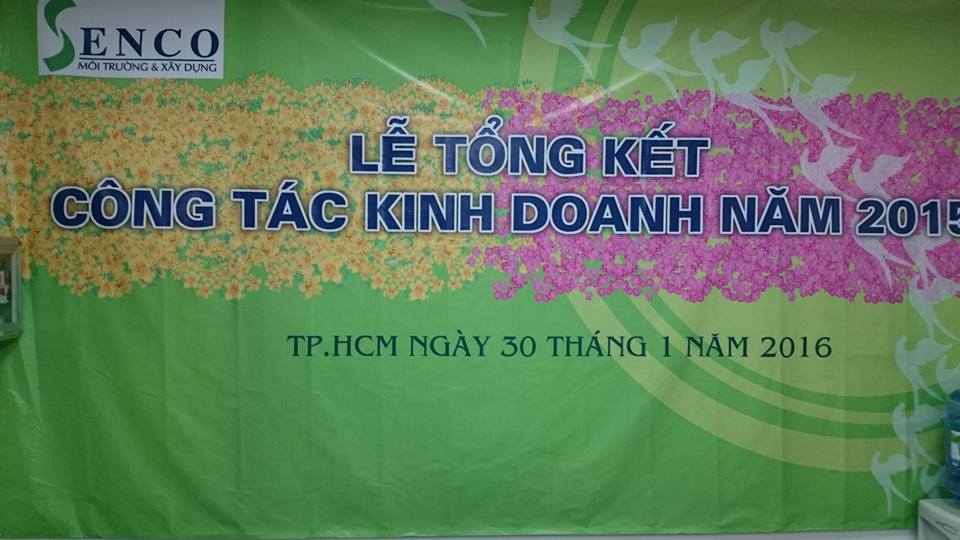 SENCO
MÔI TRƯỜNG & XÂY DỰNG
LỄ TỔNG KẾT
CÔNG TÁC KINH DOANH NĂM 2015
TP.HCM NGÀY 30 THÁNG 1 NĂM 2016